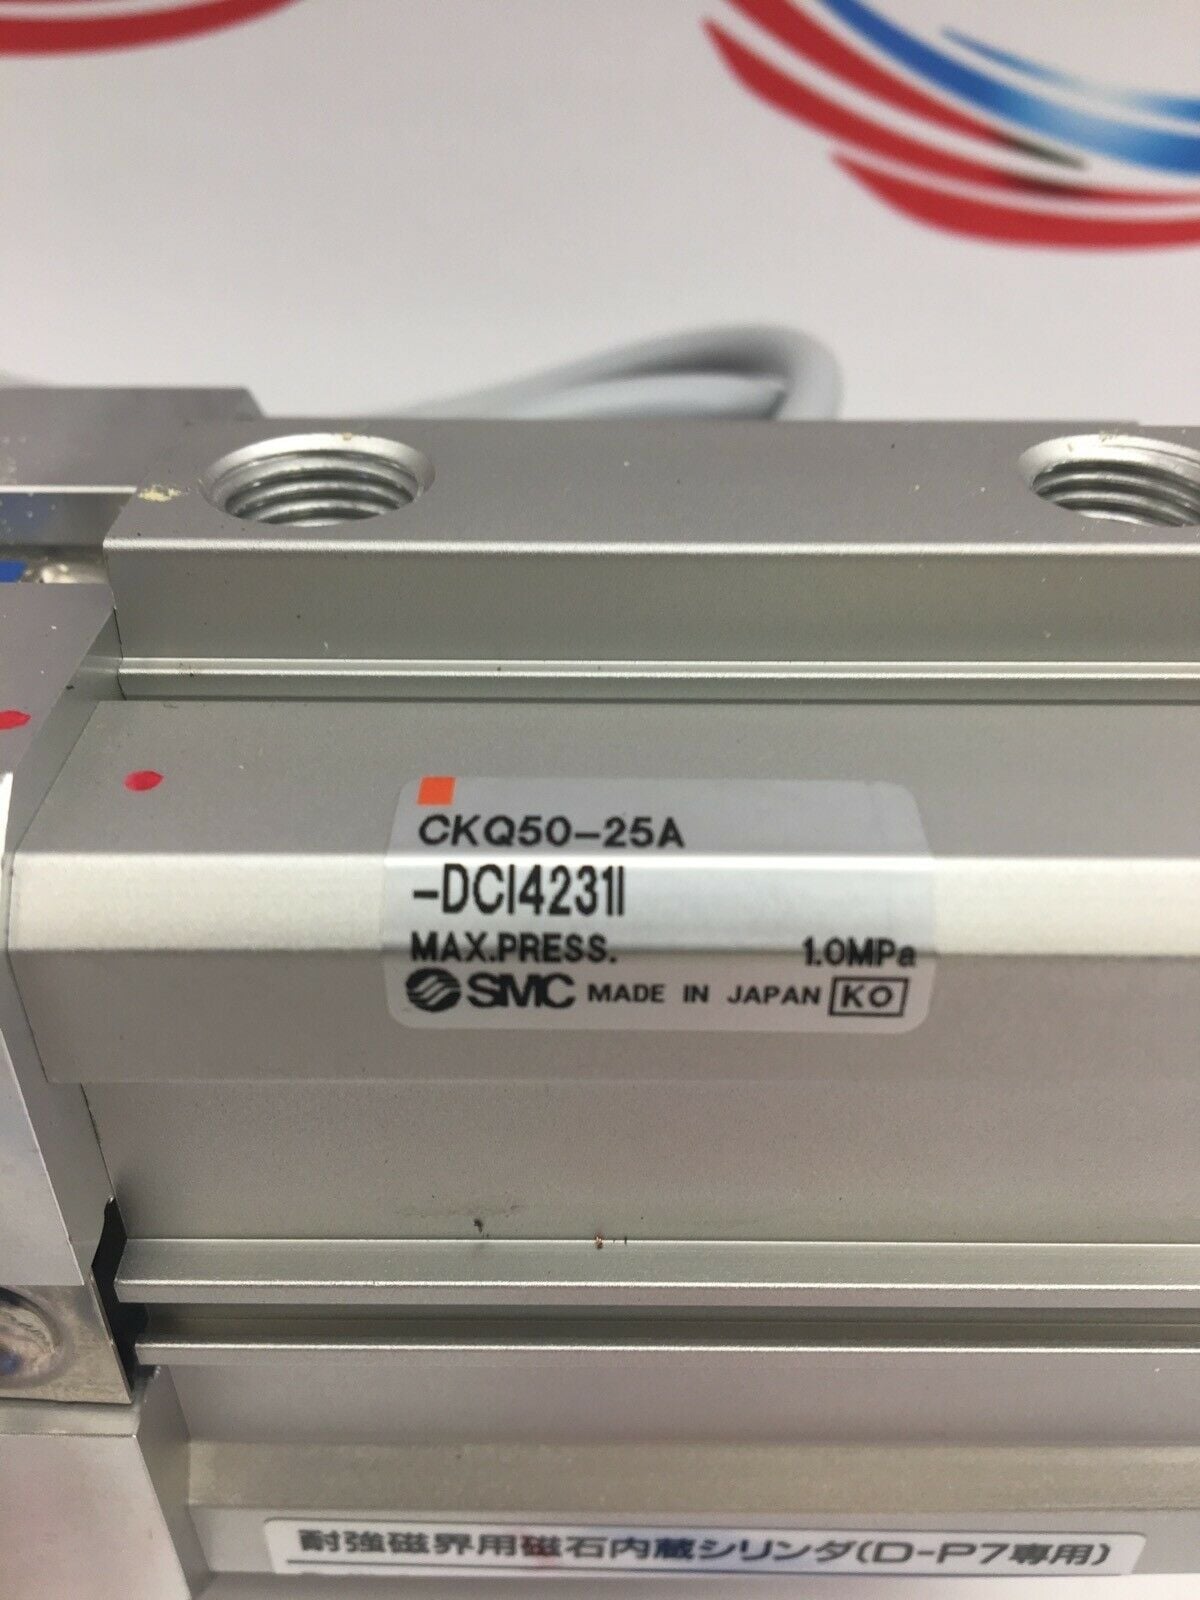 CKQ50-25A
-DCI4231I
MAX.PRESS. 1.0MPa
SMC MADE IN JAPAN KO
耐強磁界用磁石内蔵シリンダ(D-P7専用)